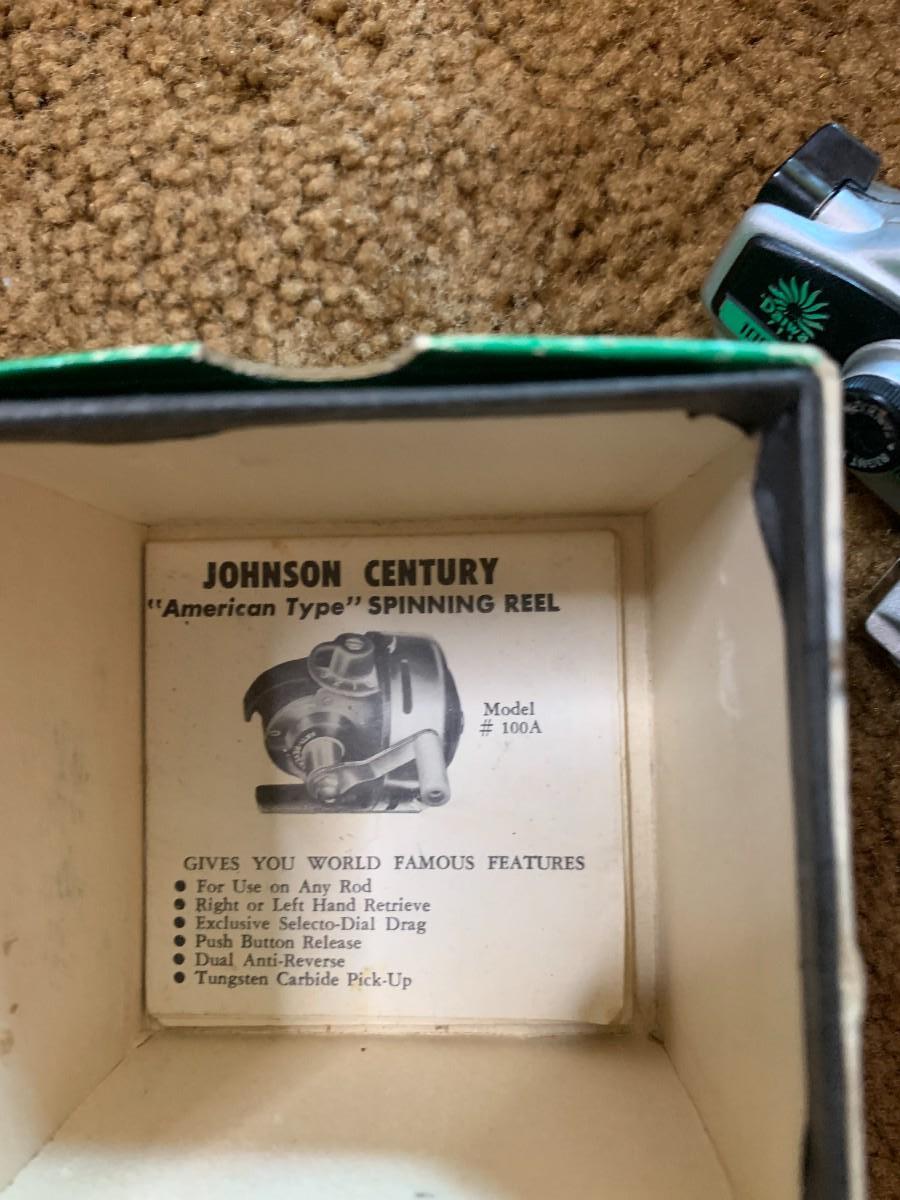 Daiwa
JOHNSON CENTURY
"American Type" SPINNING REEL
Model
# 100A
GIVES YOU WORLD FAMOUS FEATURES
● For Use on Any Rod
● Right or Left Hand Retrieve
● Exclusive Selecto-Dial Drag
● Push Button Release
● Dual Anti-Reverse
● Tungsten Carbide Pick-Up
RIGHT